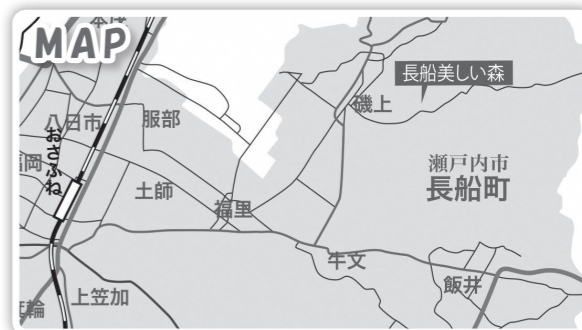 MAP
長船美しい森
磯上
八日市
服部
おさふね
土師
瀬戸内市
長船町
福里
牛文
飯井
上笠加